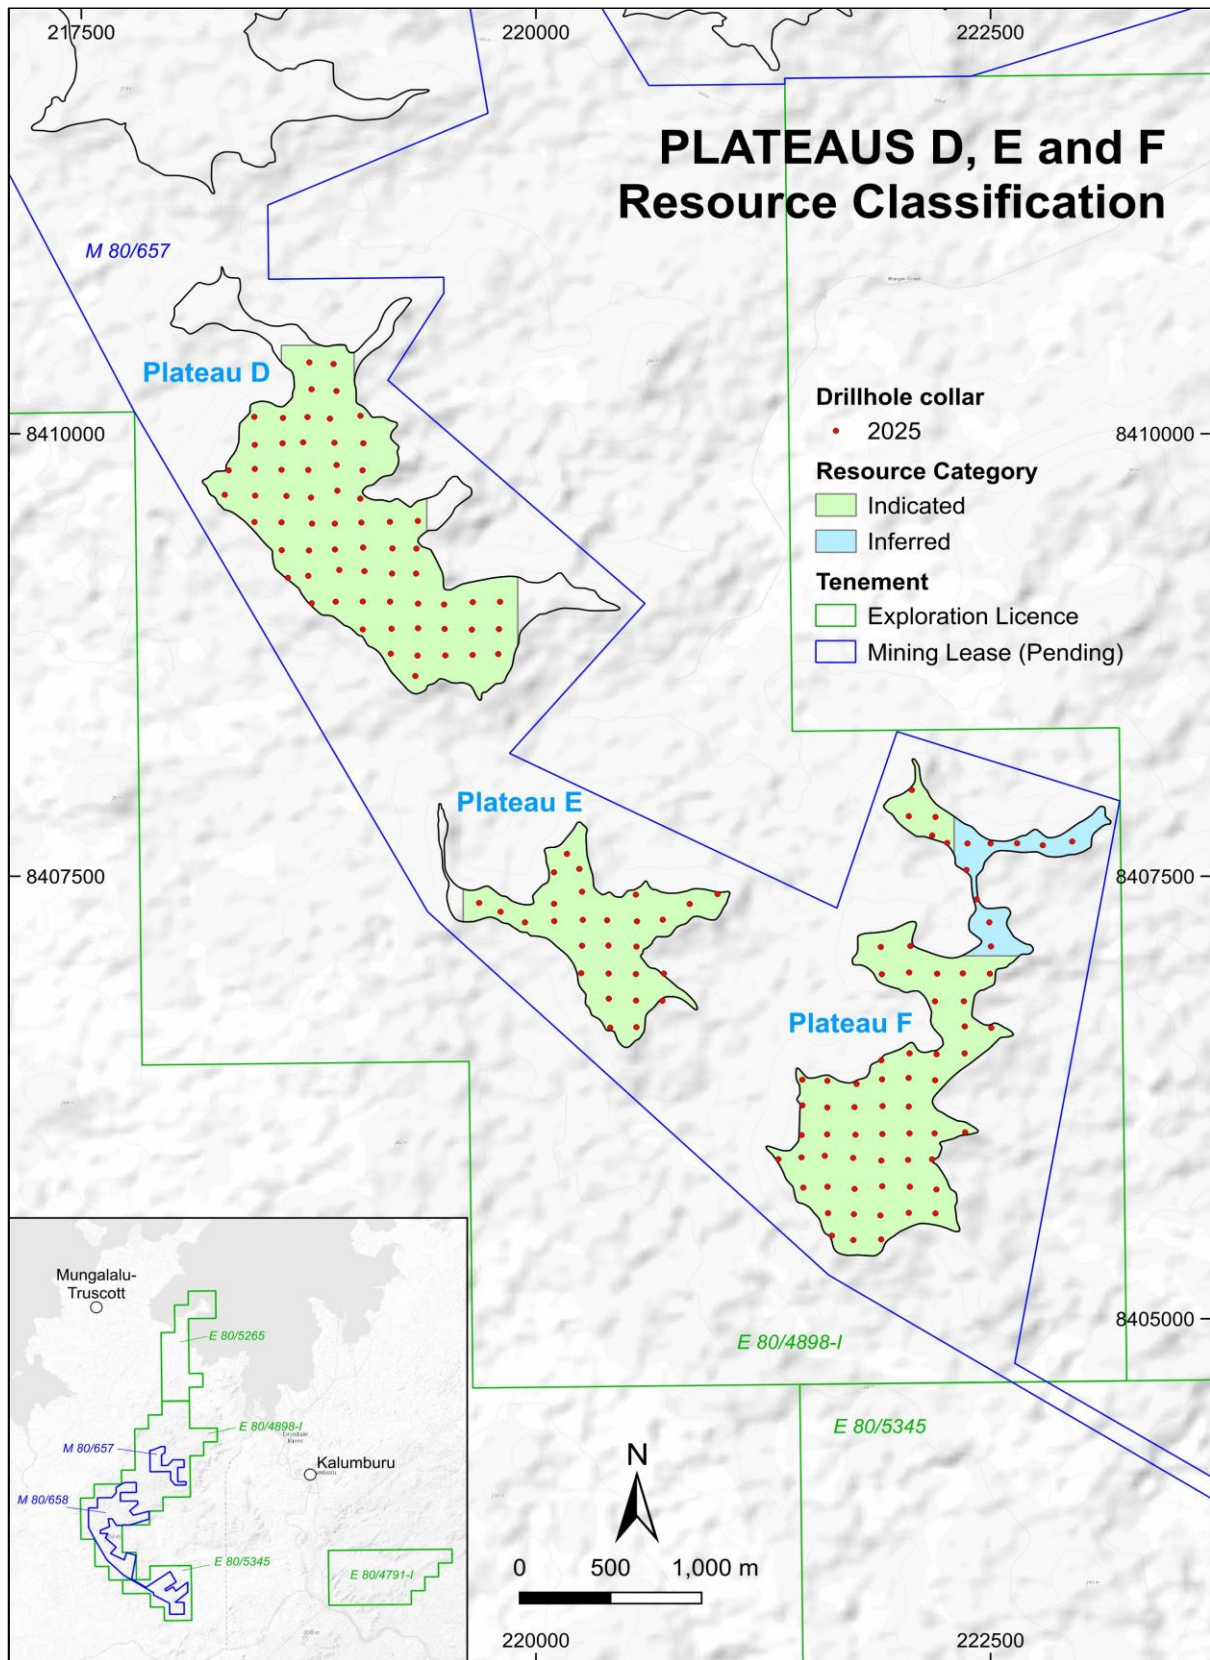 217500
220000
222500
PLATEAUS D, E and F
Resource Classification
M 80/657
Plateau D
Drillhole collar
2025
8410000
8410000
Resource Category
Indicated
Inferred
Tenement
Exploration Licence
Mining Lease (Pending)
Plateau E
8407500
8407500
Plateau F
Mungalalu-
Truscott
8405000
E 80/5265
E 80/4898-I
E 80/4898-I
E 80/5345
M 80/657
Kalumburu
M 80/658
N
E 80/5345
E 80/4791-I
0 500 1,000 m
220000
222500